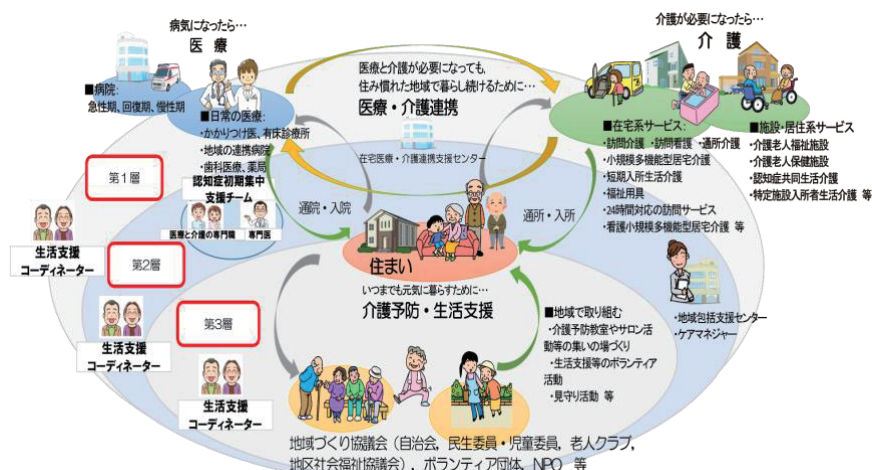 病気になったら…
医 療
■病院:
急性期、回復期、慢性期
■日常の医療:
・かかりつけ医、有床診療所
・地域の連携病院
・歯科医療、薬局
認知症初期集中
支援チーム
医療と介護の専門職
専門医
医療と介護が必要になっても,
住み慣れた地域で暮らし続けるために…
医療・介護連携
在宅医療・介護連携支援センター
介護が必要になったら…
介 護
■在宅系サービス:
・訪問介護 ・訪問看護 ・通所介護
・小規模多機能型居宅介護
・短期入所生活介護
・福祉用具
・24時間対応の訪問サービス
・看護小規模多機能型居宅介護 等
■施設・居住系サービス
・介護老人福祉施設
・介護老人保健施設
・認知症共同生活介護
・特定施設入所者生活介護 等
通院・入院
通所・入所
住まい
いつまでも元気に暮らすために…
介護予防・生活支援
第1層
生活支援
コーディネーター
第2層
生活支援
コーディネーター
第3層
生活支援
コーディネーター
・地域包括支援センター
・ケアマネジャー
■地域で取り組む
・介護予防教室やサロン活
動等の集いの場づくり
・生活支援等のボランティア
活動
・見守り活動 等
地域づくり協議会（自治会，民生委員・児童委員，老人クラブ，
地区社会福祉協議会），ボランティア団体，NPO 等